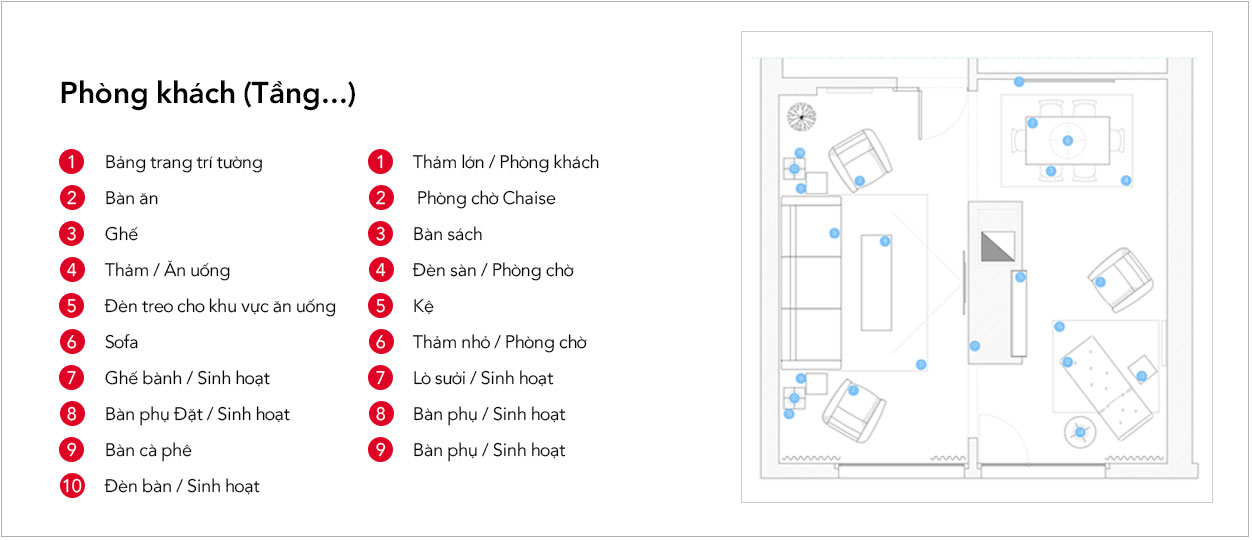 Phòng khách (Tầng...)
1 Bảng trang trí tường
2 Bàn ăn
3 Ghế
4 Thảm / Ăn uống
5 Đèn treo cho khu vực ăn uống
6 Sofa
7 Ghế bành / Sinh hoạt
8 Bàn phụ Đặt / Sinh hoạt
9 Bàn cà phê
10 Đèn bàn / Sinh hoạt
1 Thảm lớn / Phòng khách
2 Phòng chờ Chaise
3 Bàn sách
4 Đèn sàn / Phòng chờ
5 Kệ
6 Thảm nhỏ / Phòng chờ
7 Lò sưởi / Sinh hoạt
8 Bàn phụ / Sinh hoạt
9 Bàn phụ / Sinh hoạt